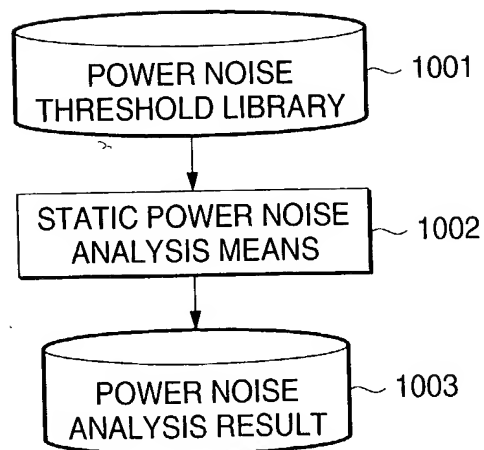 POWER NOISE
THRESHOLD LIBRARY
1001
STATIC POWER NOISE
ANALYSIS MEANS
1002
POWER NOISE
ANALYSIS RESULT
1003